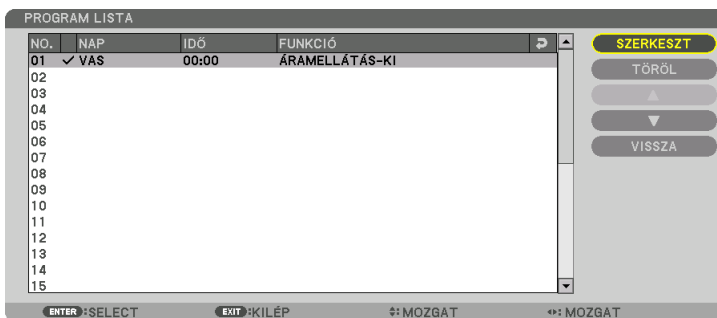 PROGRAM LISTA
NO. NAP IDŐ FUNKCIÓ
01 ✓ VAS 00:00 ÁRAMELLÁTÁS-KI
02
03
04
05
06
07
08
09
10
11
12
13
14
15
SZERKESZT
TÖRÖL
VISSZA
ENTER :SELECT EXIT :KILÉP :MOZGAT :MOZGAT